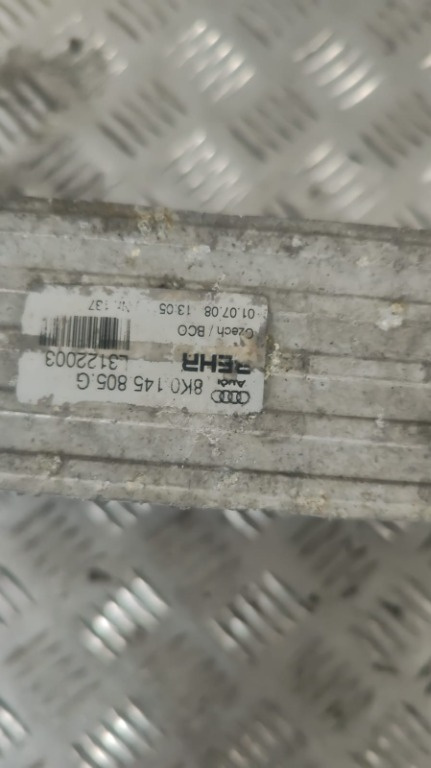 Audi 8K0.145 805.G
BEHR L3122003
Czech / BCO
01.07.08 13:05 Nr. 137